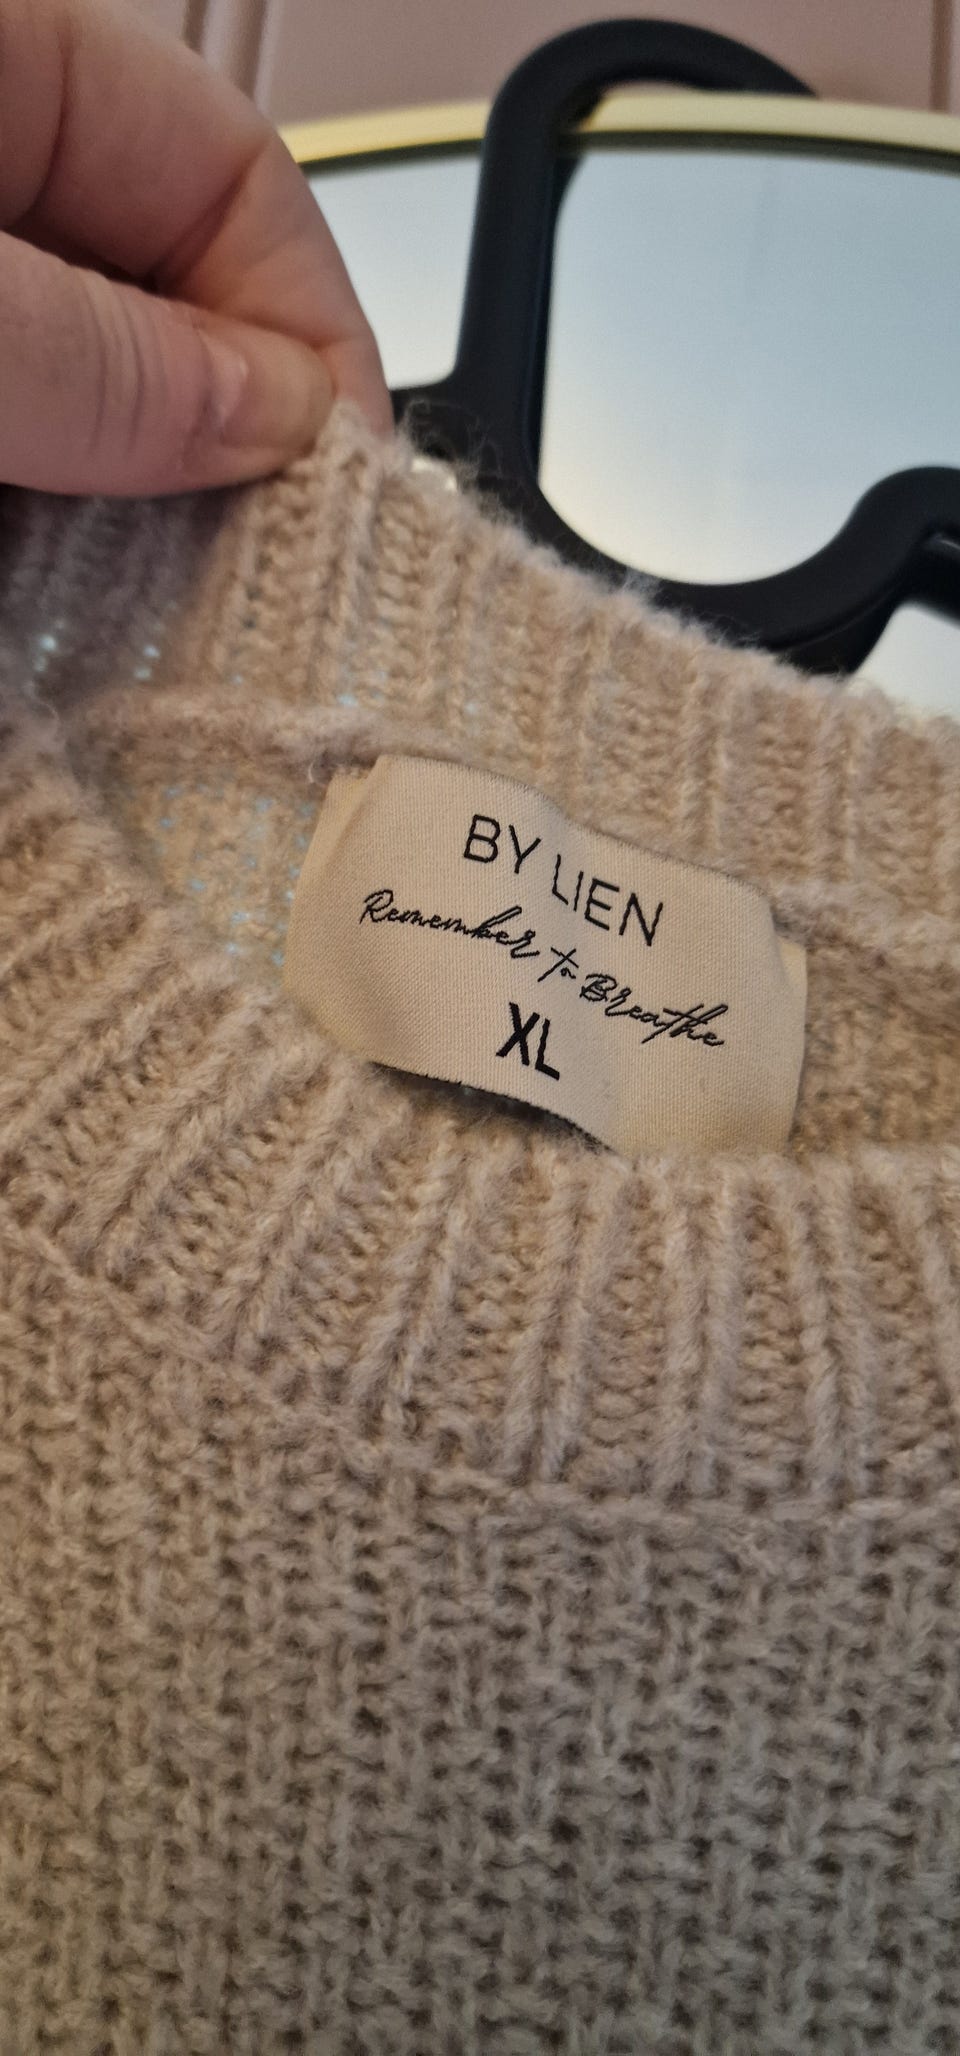 BY LIEN
Remember to Breathe
XL